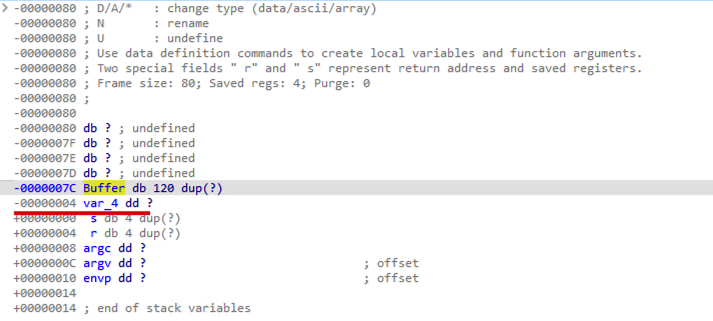 -00000080 ; D/A/*   : change type (data/ascii/array)
-00000080 ; N       : rename
-00000080 ; U       : undefine
-00000080 ; Use data definition commands to create local variables and function arguments.
-00000080 ; Two special fields " r" and " s" represent return address and saved registers.
-00000080 ; Frame size: 80; Saved regs: 4; Purge: 0
-00000080 ;
-00000080
-00000080 db ? ; undefined
-0000007F db ? ; undefined
-0000007E db ? ; undefined
-0000007D db ? ; undefined
-0000007C Buffer db 120 dup(?)
-00000004 var_4 dd ?
+00000000  s db 4 dup(?)
+00000004  r db 4 dup(?)
+00000008 argc dd ?
+0000000C argv dd ?                              ; offset
+00000010 envp dd ?                              ; offset
+00000014
+00000014 ; end of stack variables